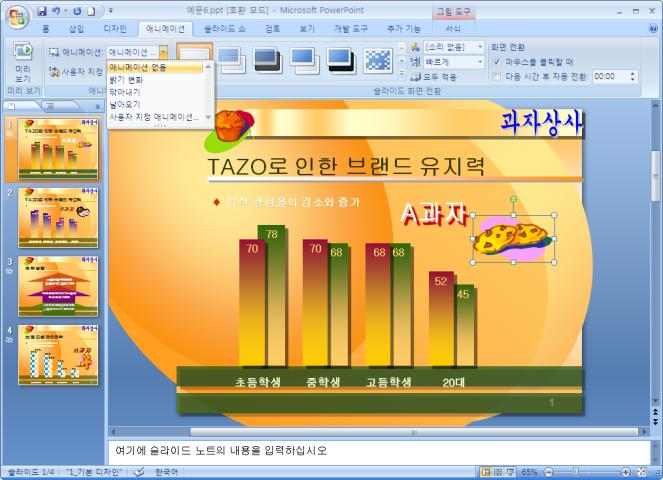 예문6.ppt [호환 모드] - Microsoft PowerPoint
그림 도구
홈 삽입 디자인 애니메이션 슬라이드 쇼 검토 보기 개발 도구 추가 기능 서식
미리 보기
애니메이션: 애니메이션 ...
사용자 지정
애니메이션 없음
밝기 변화
닦아내기
날아오기
사용자 지정 애니메이션...
[소리 없음]
빠르게
모두 적용
화면 전환
마우스를 클릭할 때
다음 시간 후 자동 전환: 00:00
미리 보기
슬라이드 화면 전환
1
2
3
4
과자상사
TAZO로 인한 브랜드 유지력
취식 경험율의 감소와 증가
A과자
70 78 70 68 68 68 52 45
초등학생 중학생 고등학생 20대
1
여기에 슬라이드 노트의 내용을 입력하십시오
슬라이드 1/4 "1_기본 디자인" 한국어 65%